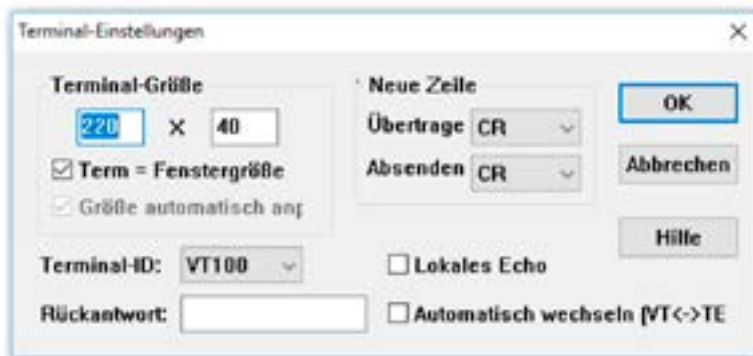 Terminal-Einstellungen
Terminal-Größe
220 X 40
Term = Fenstergröße
Größe automatisch anp
Neue Zeile
Übertrage CR
Absenden CR
OK
Abbrechen
Hilfe
Terminal-ID: VT100
Lokales Echo
Rückantwort:
Automatisch wechseln (VT<->TE